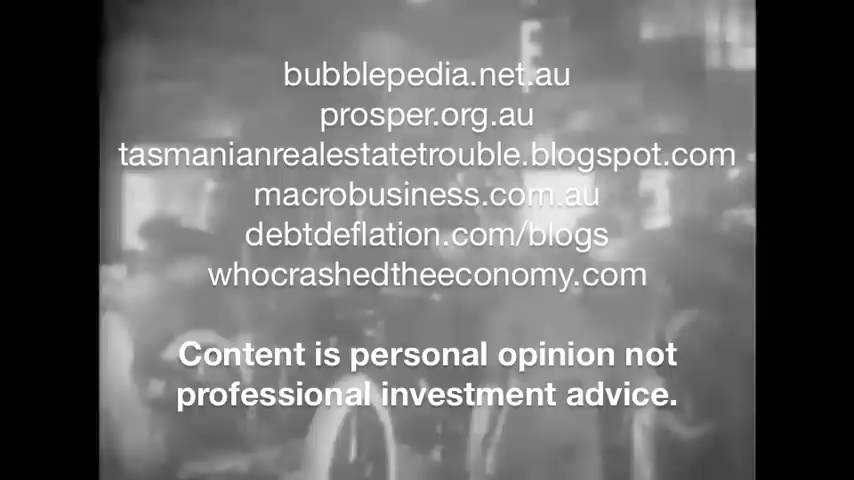 bubblepedia.net.au
prosper.org.au
tasmanianrealestatetrouble.blogspot.com
macrobusiness.com.au
debtdeflation.com/blogs
whocrashedtheeconomy.com
Content is personal opinion not
professional investment advice.